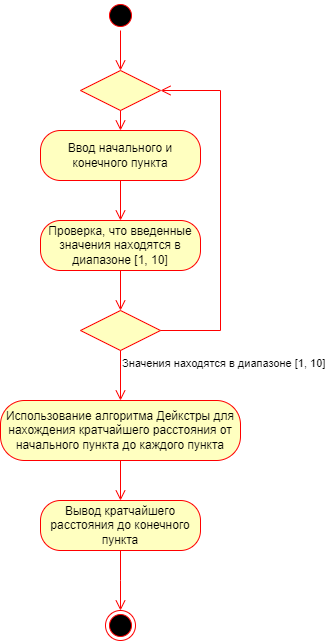 Ввод начального и
конечного пункта
Проверка, что введенные
значения находятся в
диапазоне [1, 10]
Значения находятся в диапазоне [1, 10]
Использование алгоритма Дейкстры для
нахождения кратчайшего расстояния от
начального пункта до каждого пункта
Вывод кратчайшего
расстояния до конечного
пункта